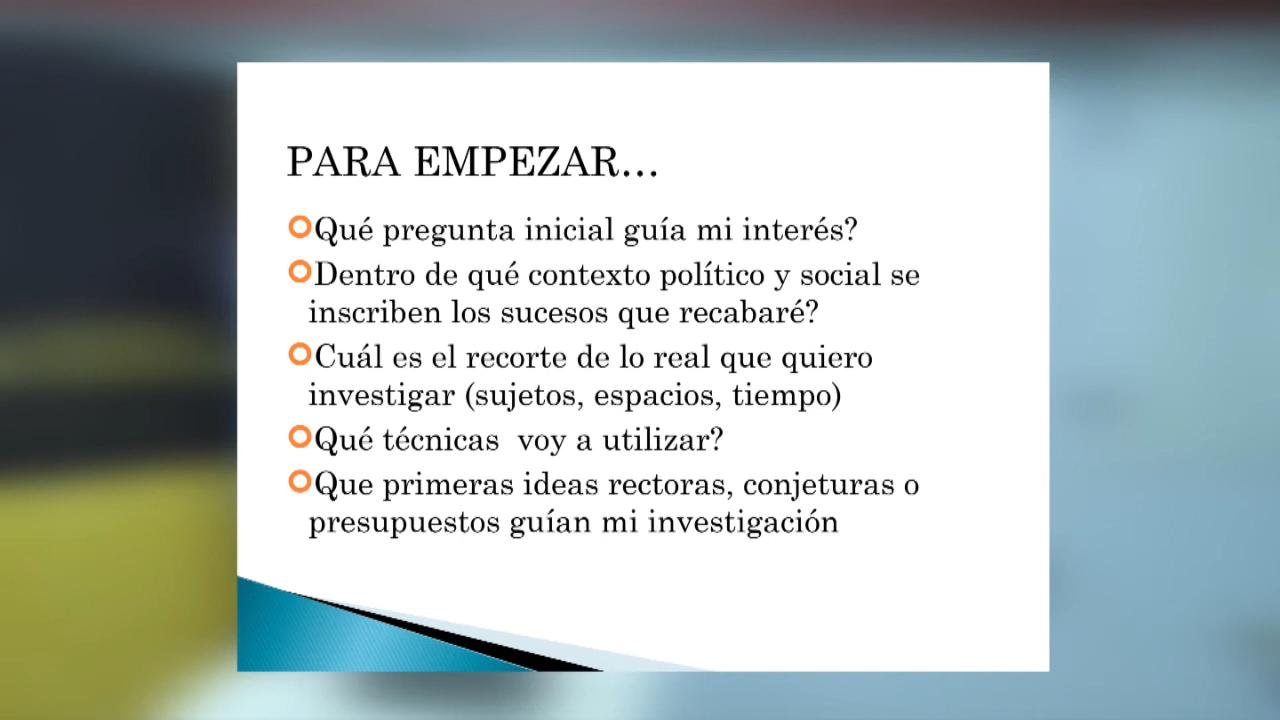 PARA EMPEZAR...
Qué pregunta inicial guía mi interés?
Dentro de qué contexto político y social se
inscriben los sucesos que recabaré?
Cuál es el recorte de lo real que quiero
investigar (sujetos, espacios, tiempo)
Qué técnicas  voy a utilizar?
Que primeras ideas rectoras, conjeturas o
presupuestos guían mi investigación